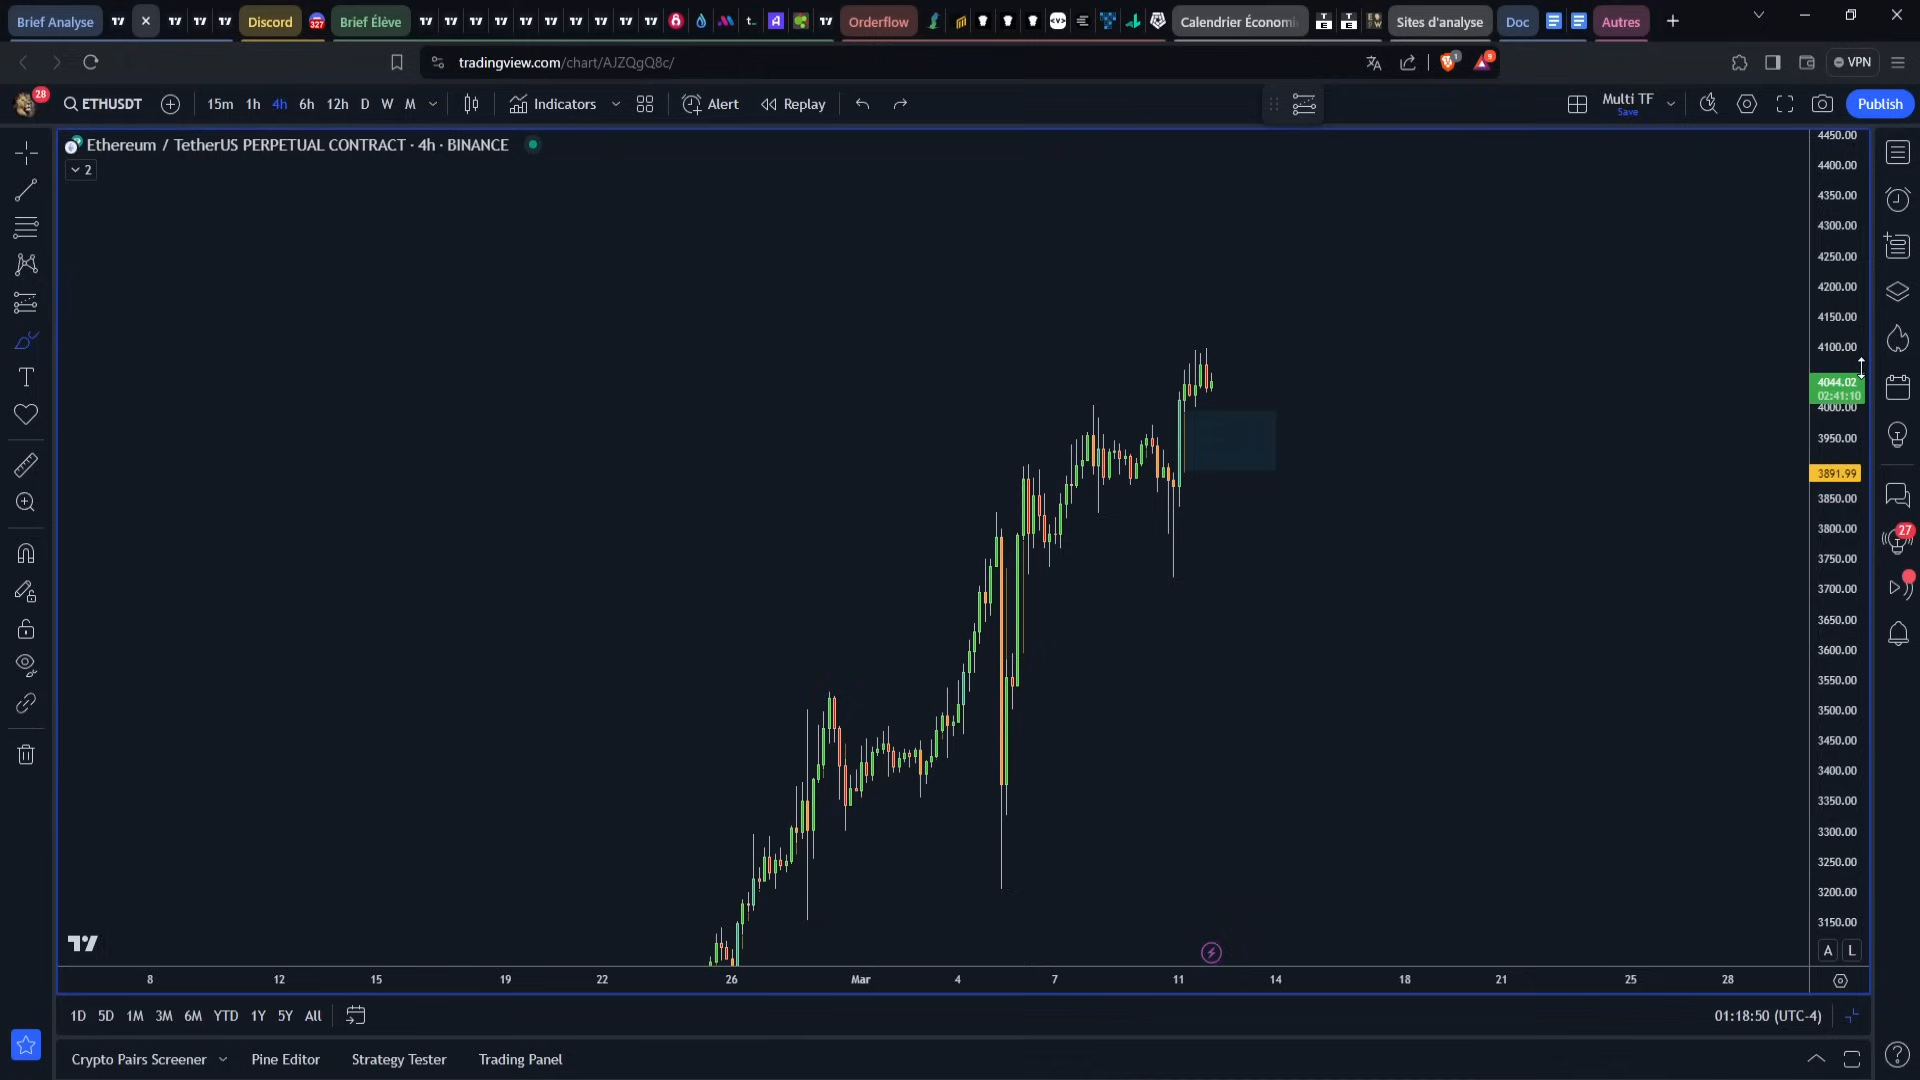 Brief Analyse
Discord
Brief Élève
Orderflow
Calendrier Économi
Sites d'analyse
Doc
Autres
tradingview.com/chart/AJZQgQ8c/
VPN
28
ETHUSDT
15m 1h 4h 6h 12h D W M
Indicators
Alert
Replay
Multi TF
Save
Publish
Ethereum / TetherUS PERPETUAL CONTRACT · 4h · BINANCE
2
4450.00
4400.00
4350.00
4300.00
4250.00
4200.00
4150.00
4100.00
4044.02
02:41:10
4000.00
3950.00
3891.99
3850.00
3800.00
3750.00
3700.00
3650.00
3600.00
3550.00
3500.00
3450.00
3400.00
3350.00
3300.00
3250.00
3200.00
3150.00
27
A L
8 12 15 19 22 26 Mar 4 7 11 14 18 21 25 28
1D 5D 1M 3M 6M YTD 1Y 5Y All
01:18:50 (UTC-4)
Crypto Pairs Screener
Pine Editor
Strategy Tester
Trading Panel